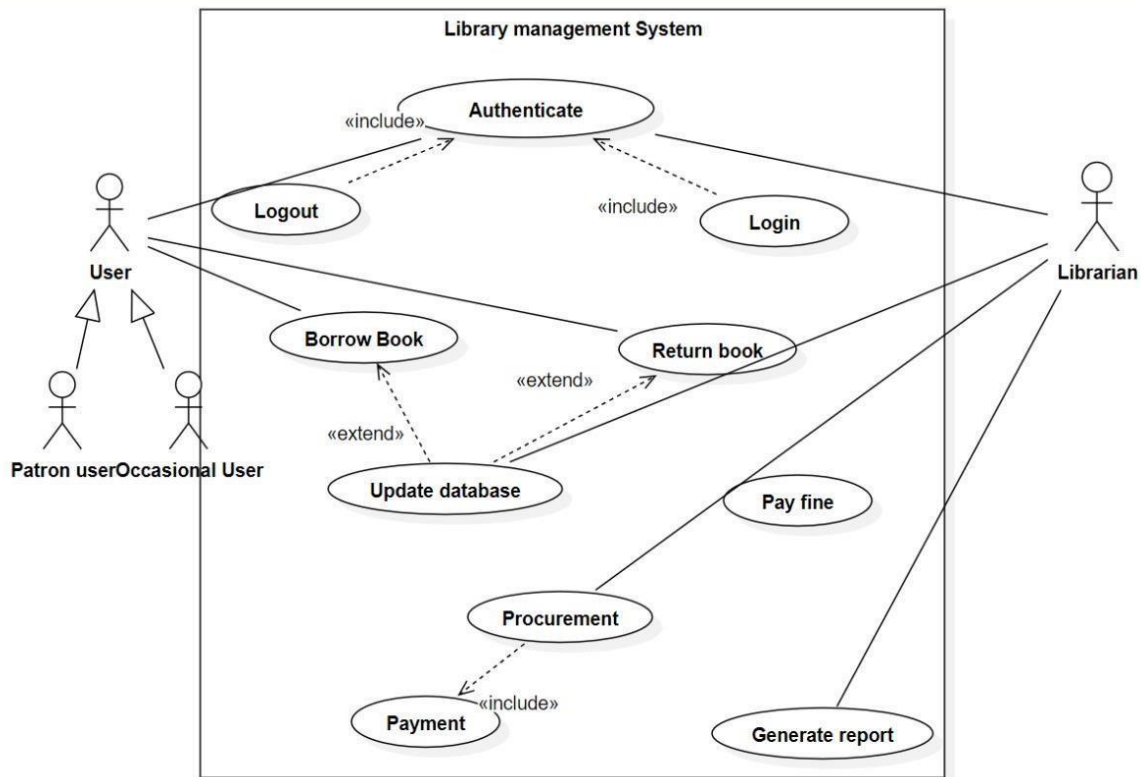 Library management System
Authenticate
«include»
Logout
«include»
Login
User
Librarian
Borrow Book
Return book
«extend»
«extend»
Patron user
Occasional User
Update database
Pay fine
Procurement
«include»
Payment
Generate report